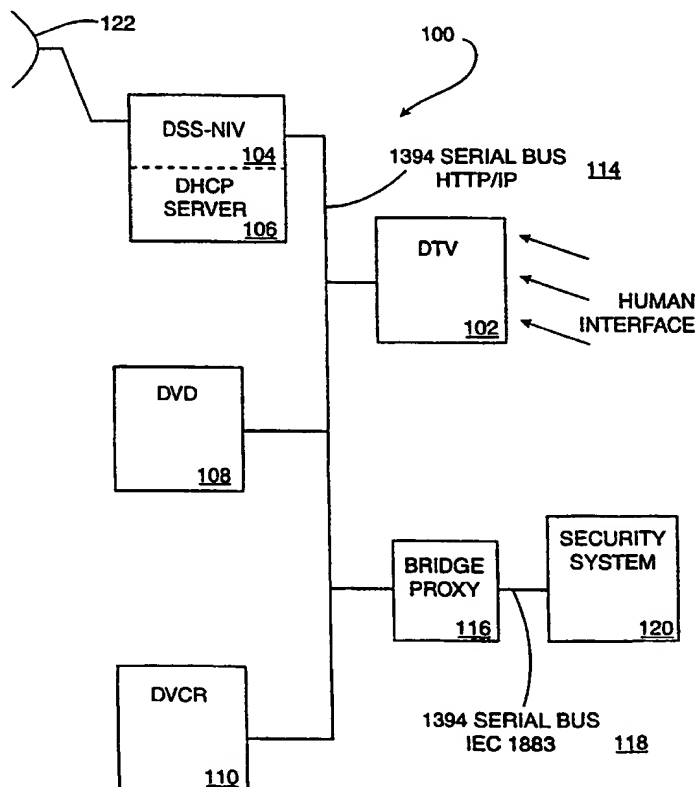 122
100
DSS-NIV
104
DHCP
SERVER
106
1394 SERIAL BUS
HTTP/IP
114
DTV
102
HUMAN
INTERFACE
DVD
108
BRIDGE
PROXY
116
SECURITY
SYSTEM
120
1394 SERIAL BUS
IEC 1883
118
DVCR
110